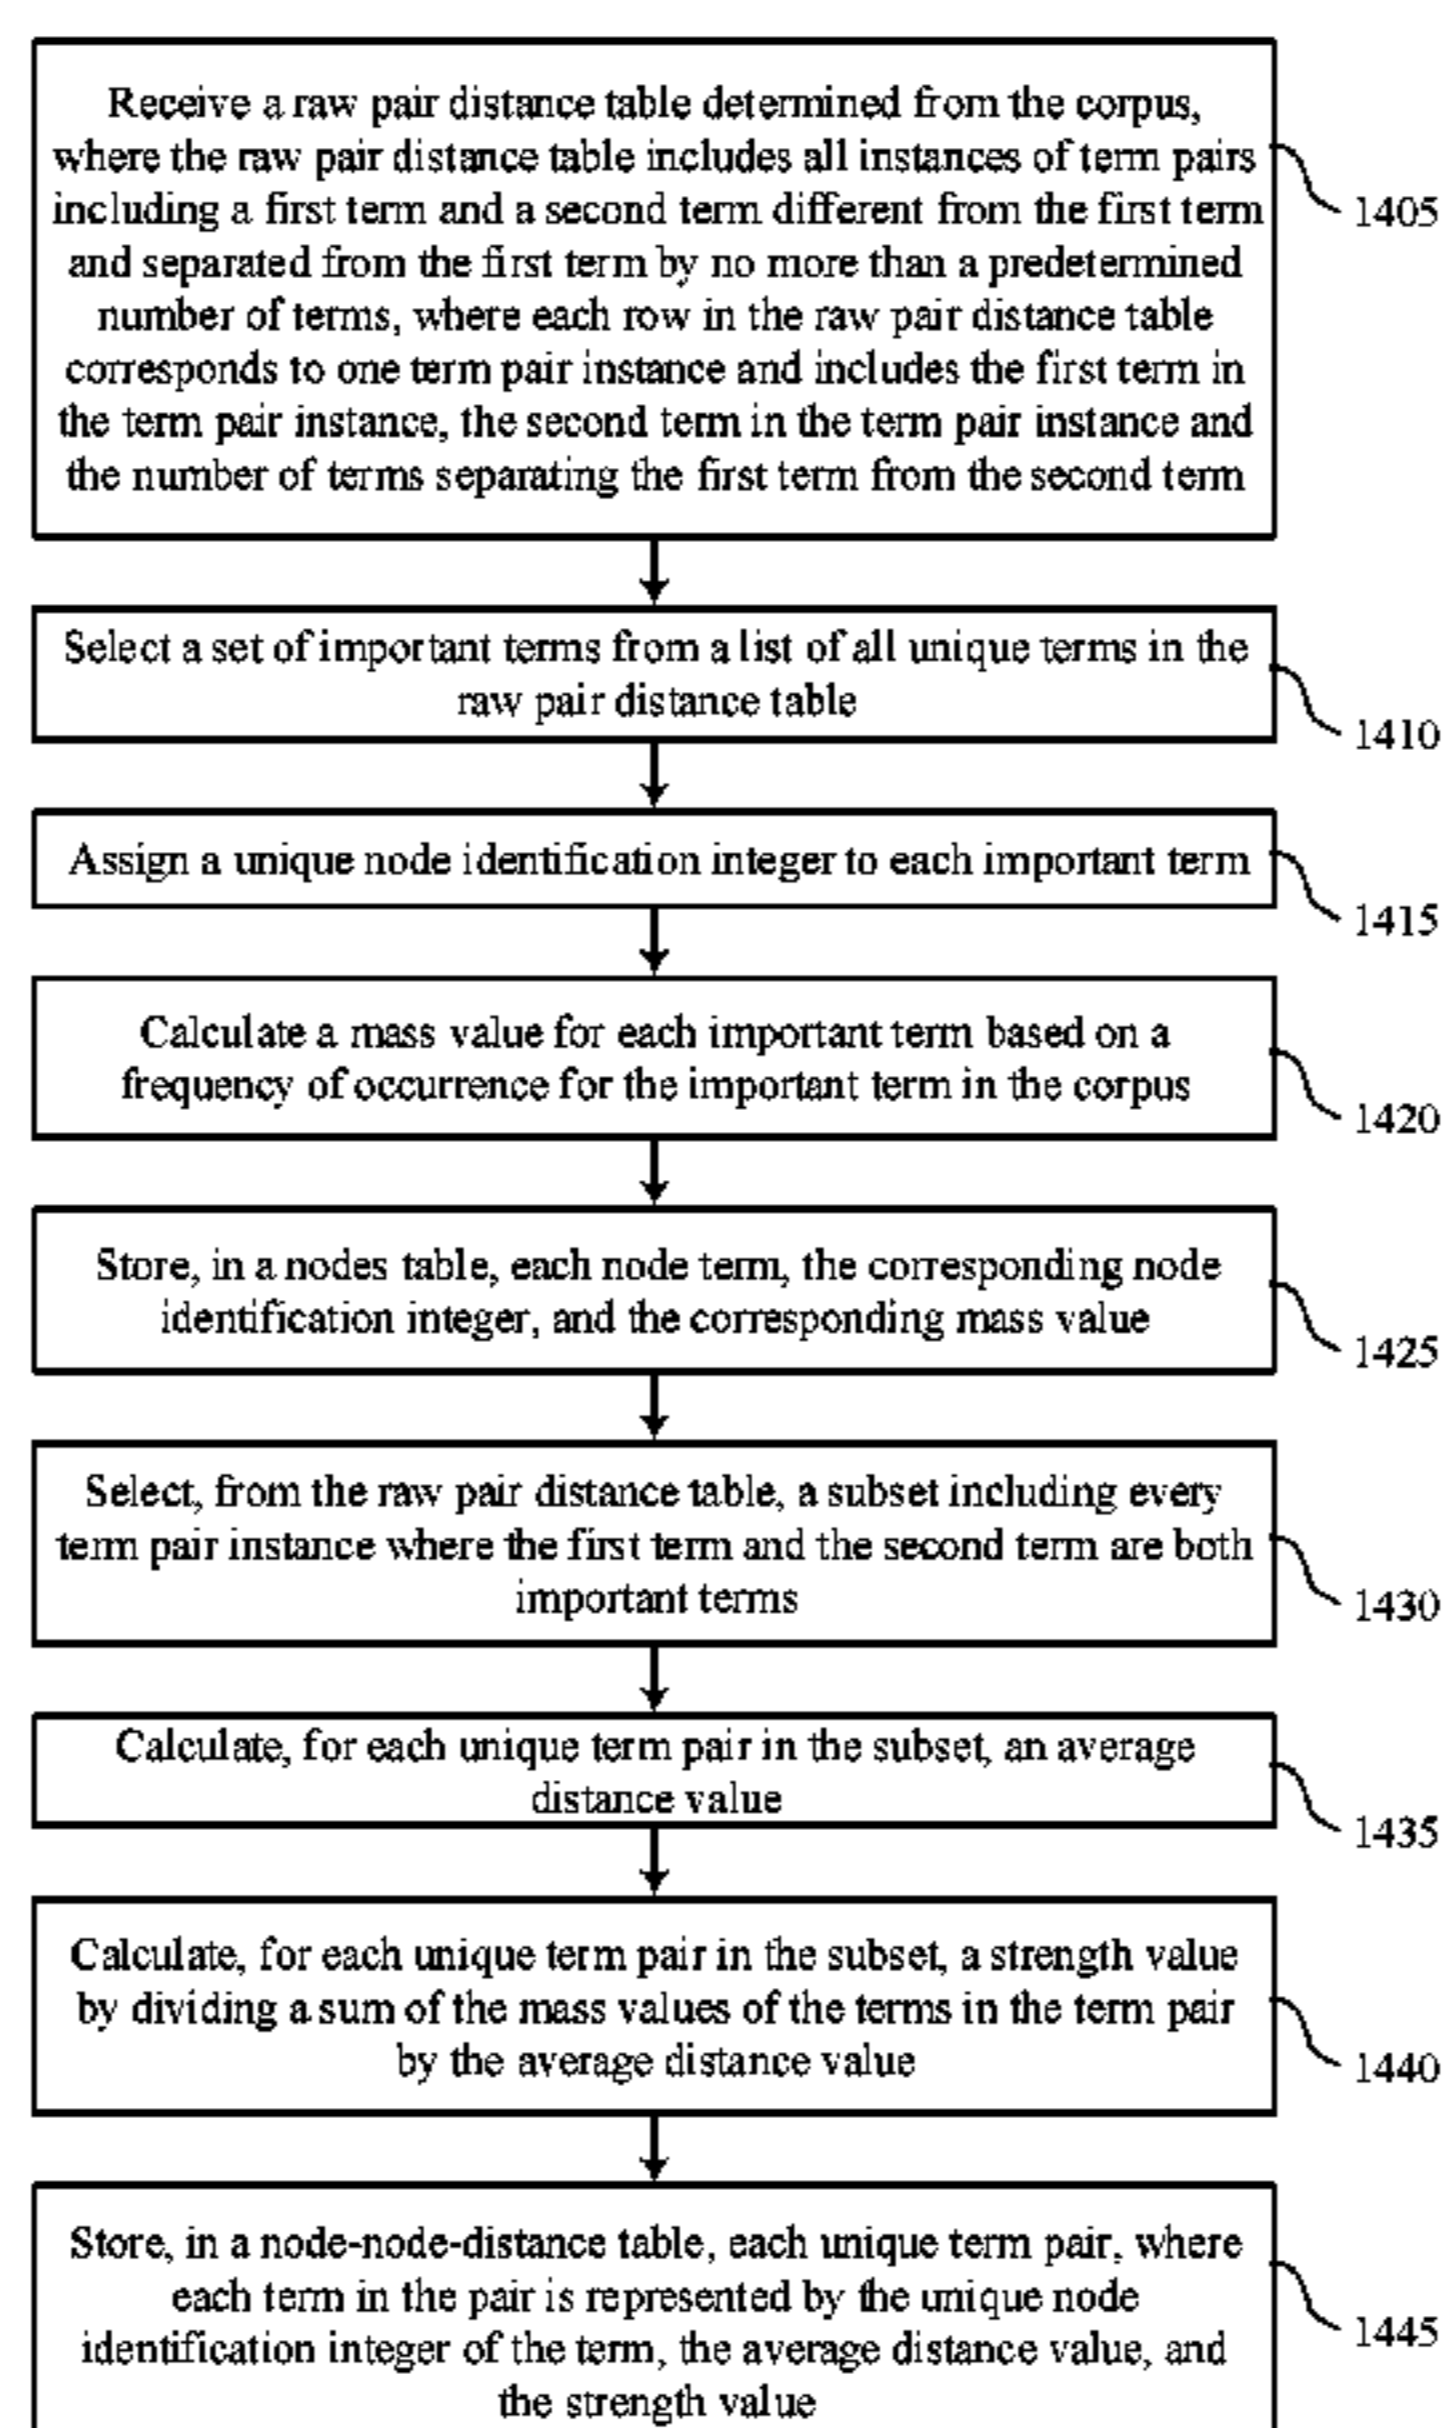 Receive a raw pair distance table determined from the corpus,
where the raw pair distance table includes all instances of term pairs
including a first term and a second term different from the first term
and separated from the first term by no more than a predetermined
number of terms, where each row in the raw pair distance table
corresponds to one term pair instance and includes the first term in
the term pair instance, the second term in the term pair instance and
the number of terms separating the first term from the second term
1405
Select a set of important terms from a list of all unique terms in the
raw pair distance table
1410
Assign a unique node identification integer to each important term
1415
Calculate a mass value for each important term based on a
frequency of occurrence for the important term in the corpus
1420
Store, in a nodes table, each node term, the corresponding node
identification integer, and the corresponding mass value
1425
Select, from the raw pair distance table, a subset including every
term pair instance where the first term and the second term are both
important terms
1430
Calculate, for each unique term pair in the subset, an average
distance value
1435
Calculate, for each unique term pair in the subset, a strength value
by dividing a sum of the mass values of the terms in the term pair
by the average distance value
1440
Store, in a node-node-distance table, each unique term pair, where
each term in the pair is represented by the unique node
identification integer of the term, the average distance value, and
the strength value
1445